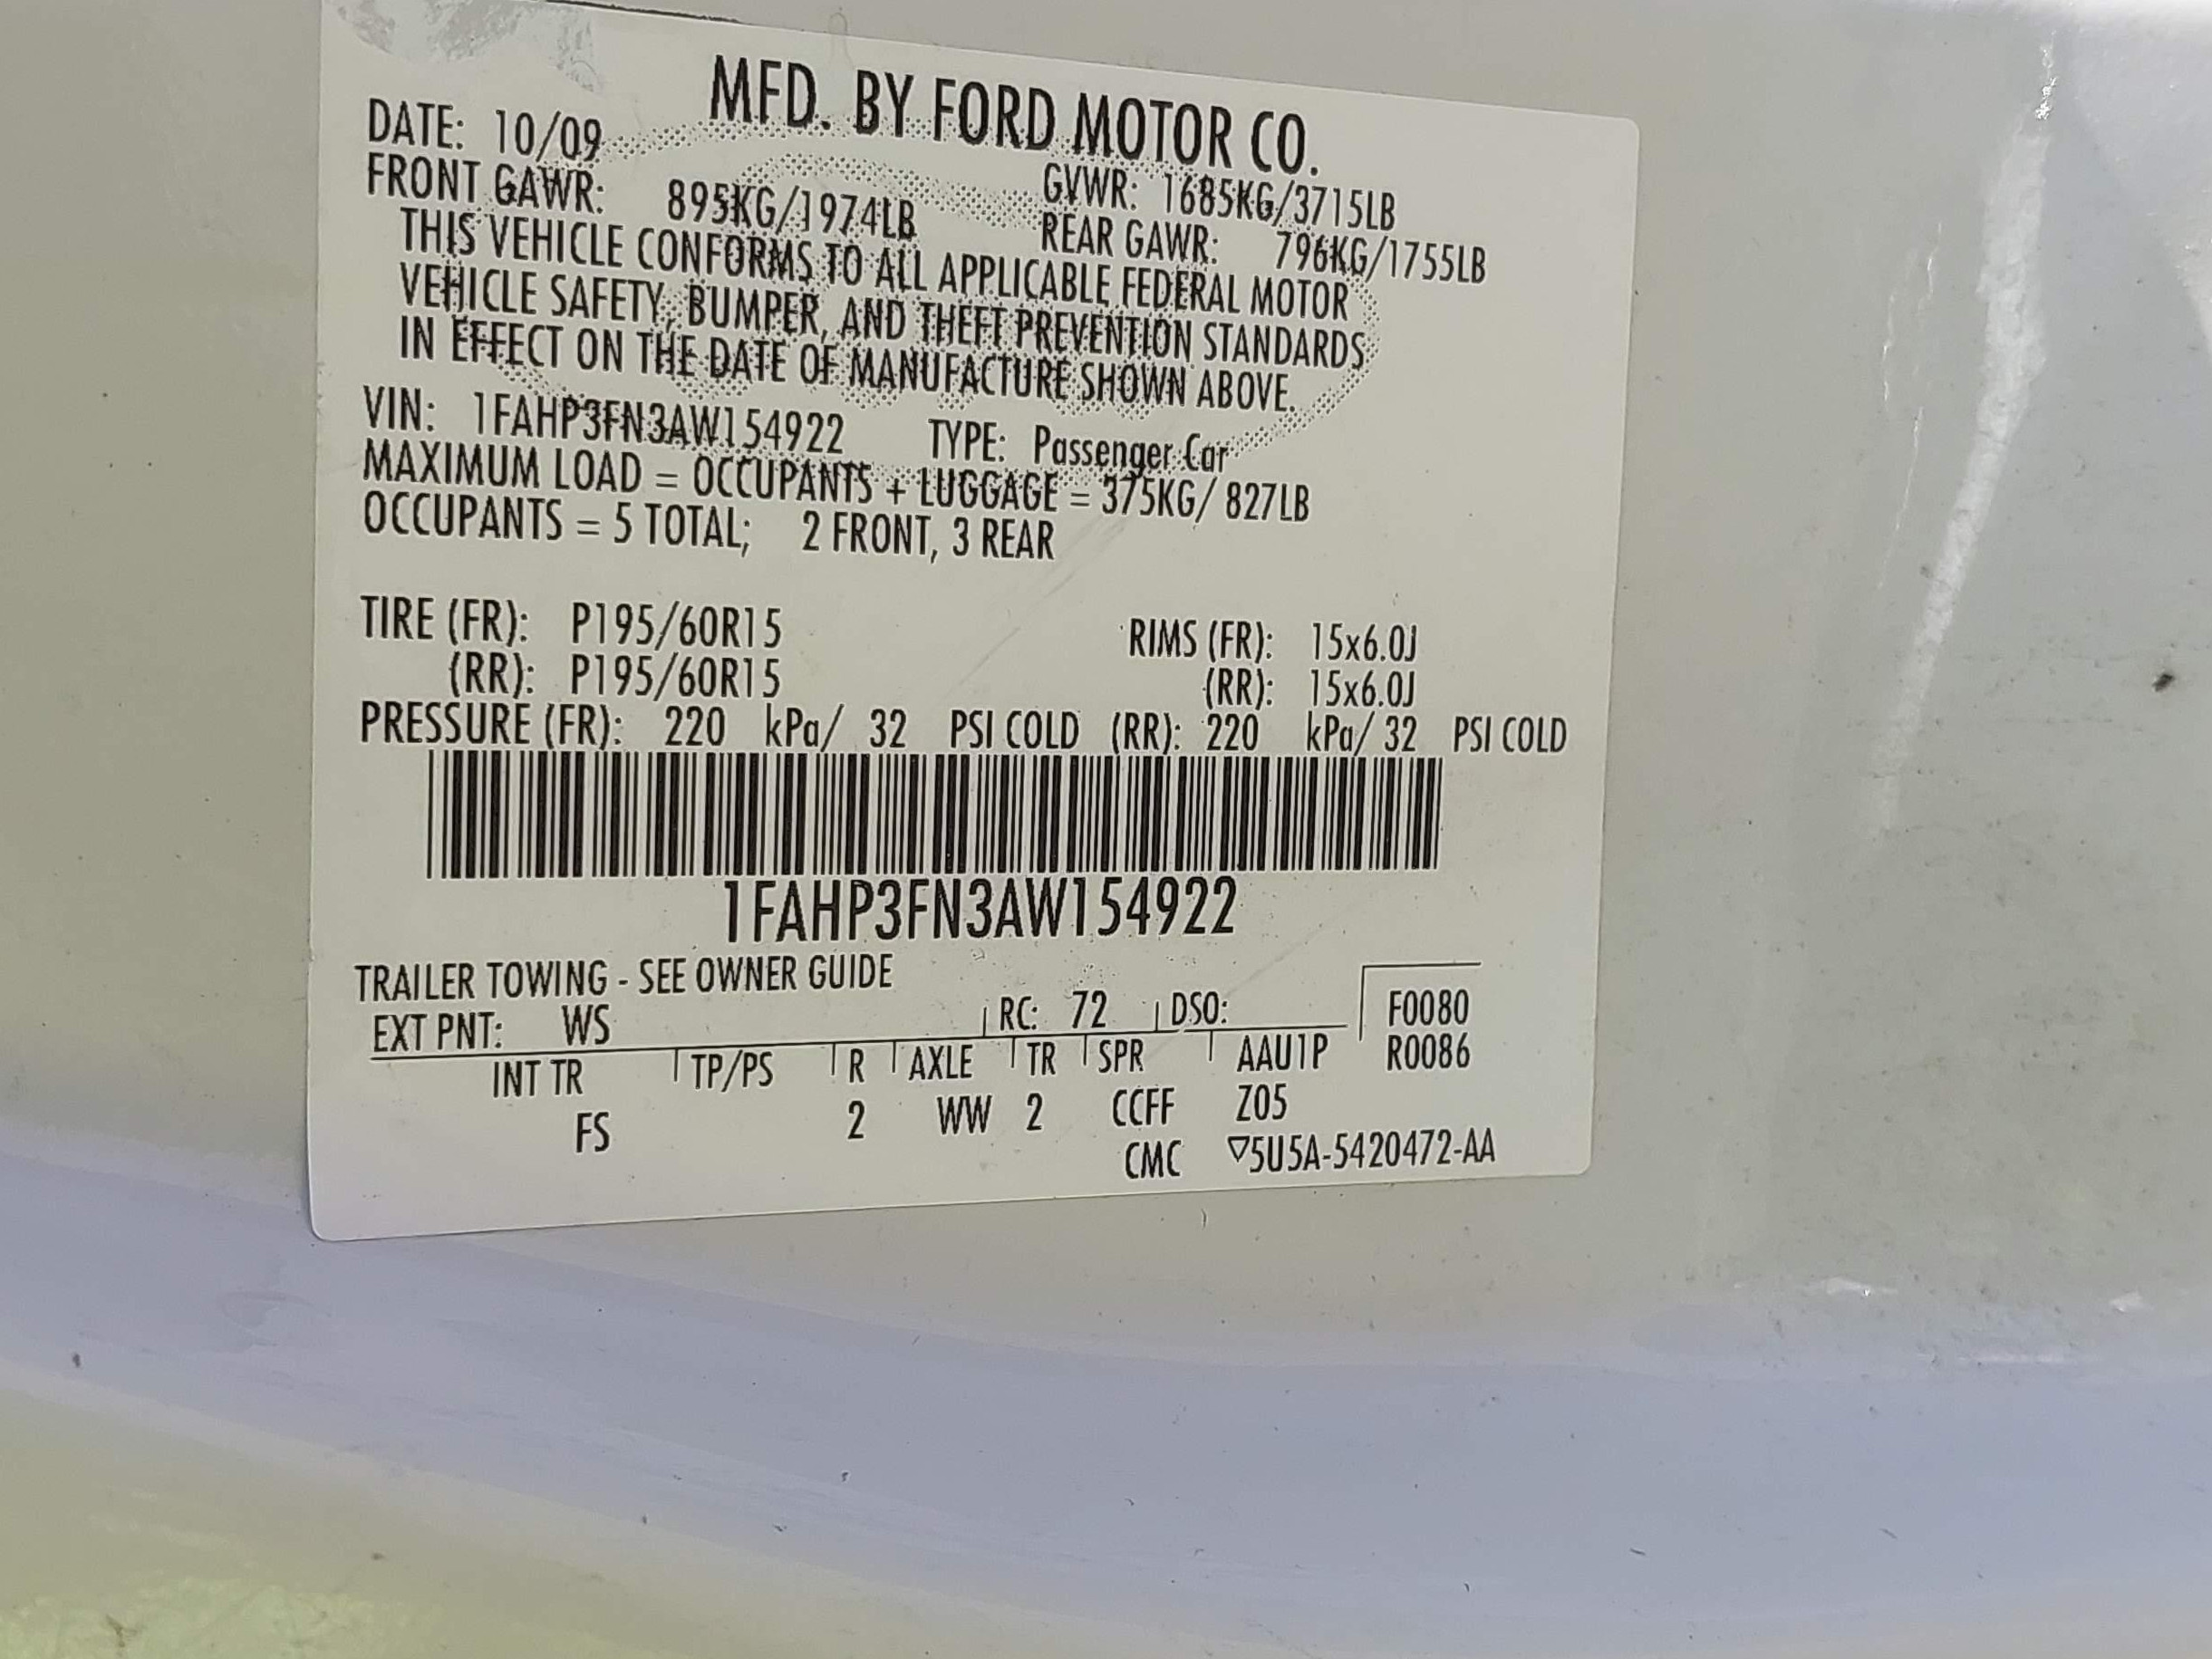 MFD. BY FORD MOTOR CO.
DATE: 10/09 GVWR: 1685KG/3715LB
FRONT GAWR: 895KG/1974LB REAR GAWR: 796KG/1755LB
THIS VEHICLE CONFORMS TO ALL APPLICABLE FEDERAL MOTOR
VEHICLE SAFETY, BUMPER, AND THEFT PREVENTION STANDARDS
IN EFFECT ON THE DATE OF MANUFACTURE SHOWN ABOVE.
VIN: 1FAHP3FN3AW154922 TYPE: Passenger Car
MAXIMUM LOAD = OCCUPANTS + LUGGAGE = 375KG/ 827LB
OCCUPANTS = 5 TOTAL; 2 FRONT, 3 REAR
TIRE (FR): P195/60R15 RIMS (FR): 15x6.0J
(RR): P195/60R15 (RR): 15x6.0J
PRESSURE (FR): 220 kPa/ 32 PSI COLD (RR): 220 kPa/ 32 PSI COLD
1FAHP3FN3AW154922
TRAILER TOWING - SEE OWNER GUIDE
EXT PNT: WS RC: 72 DSO: F0080
INT TR TP/PS R AXLE TR SPR AAU1P R0086
FS 2 WW 2 CCFF Z05
CMC ▽5U5A-5420472-AA